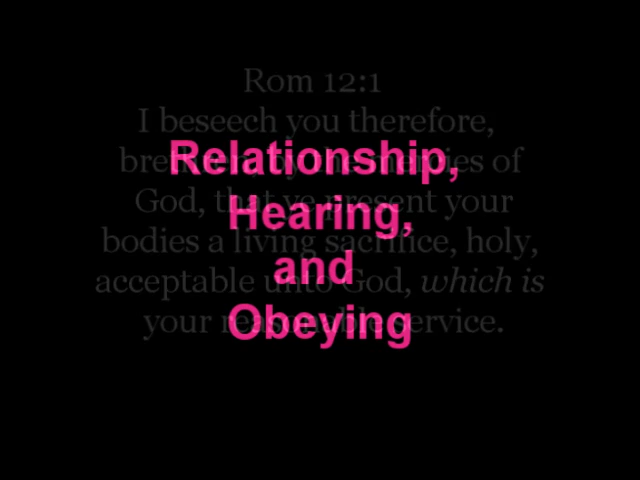 Rom 12:1
I beseech you therefore,
brethren, by the mercies of
God, that ye present your
bodies a living sacrifice, holy,
acceptable unto God, which is
your reasonable service.
Relationship,
Hearing,
and
Obeying